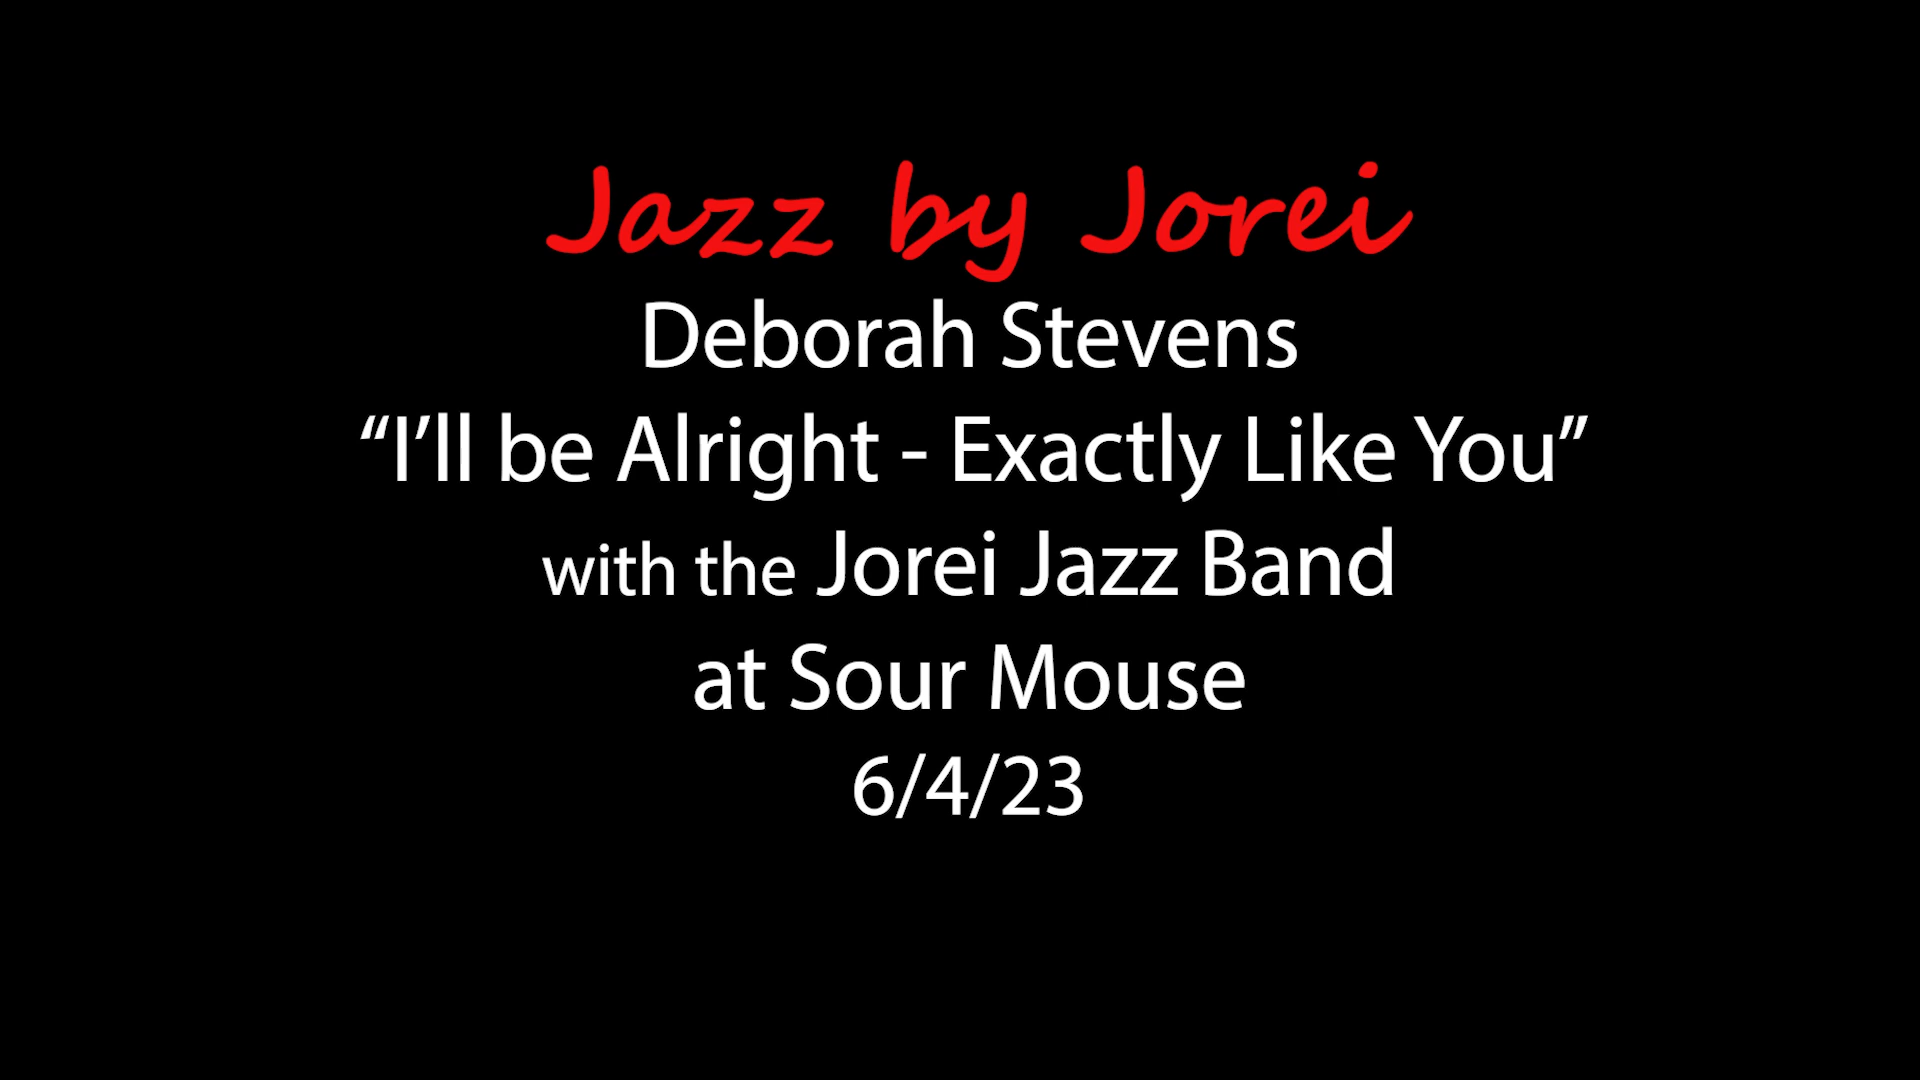 Jazz by Jorei
Deborah Stevens
“I’ll be Alright - Exactly Like You”
with the Jorei Jazz Band
at Sour Mouse
6/4/23